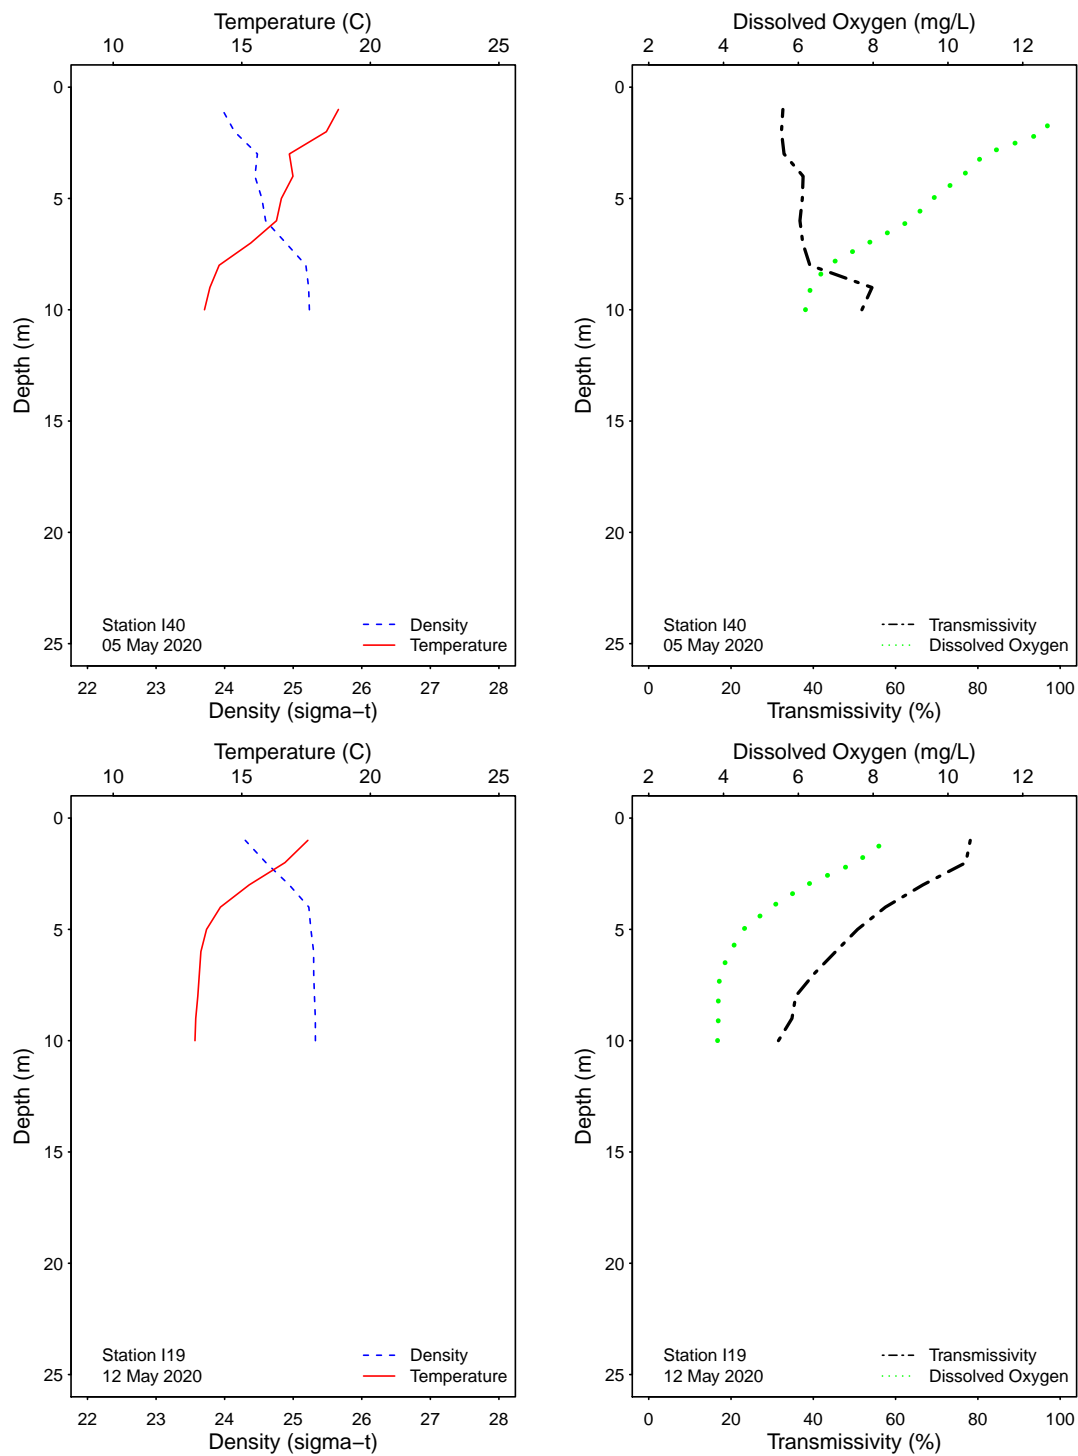 Temperature (C)
10 15 20 25
0
5
10
15
20
25
Depth (m)
Station I40
05 May 2020
Density
Temperature
22 23 24 25 26 27 28
Density (sigma−t)
Dissolved Oxygen (mg/L)
2 4 6 8 10 12
0
5
10
15
20
25
Depth (m)
Station I40
05 May 2020
Transmissivity
Dissolved Oxygen
0 20 40 60 80 100
Transmissivity (%)
Temperature (C)
10 15 20 25
0
5
10
15
20
25
Depth (m)
Station I19
12 May 2020
Density
Temperature
22 23 24 25 26 27 28
Density (sigma−t)
Dissolved Oxygen (mg/L)
2 4 6 8 10 12
0
5
10
15
20
25
Depth (m)
Station I19
12 May 2020
Transmissivity
Dissolved Oxygen
0 20 40 60 80 100
Transmissivity (%)